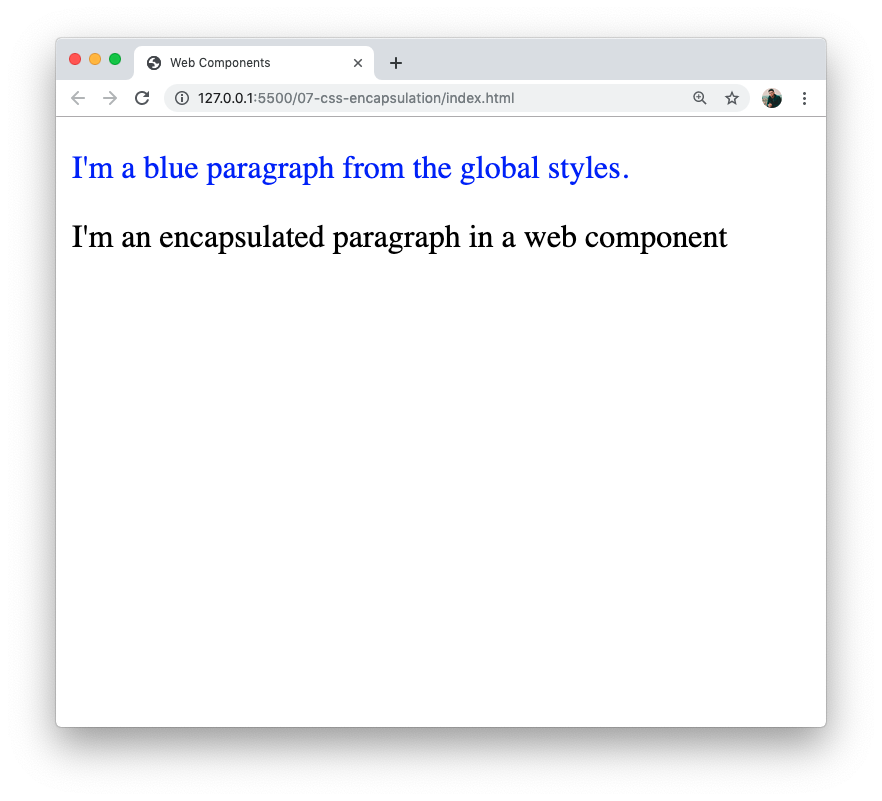 Web Components
127.0.0.1:5500/07-css-encapsulation/index.html
I'm a blue paragraph from the global styles.
I'm an encapsulated paragraph in a web component